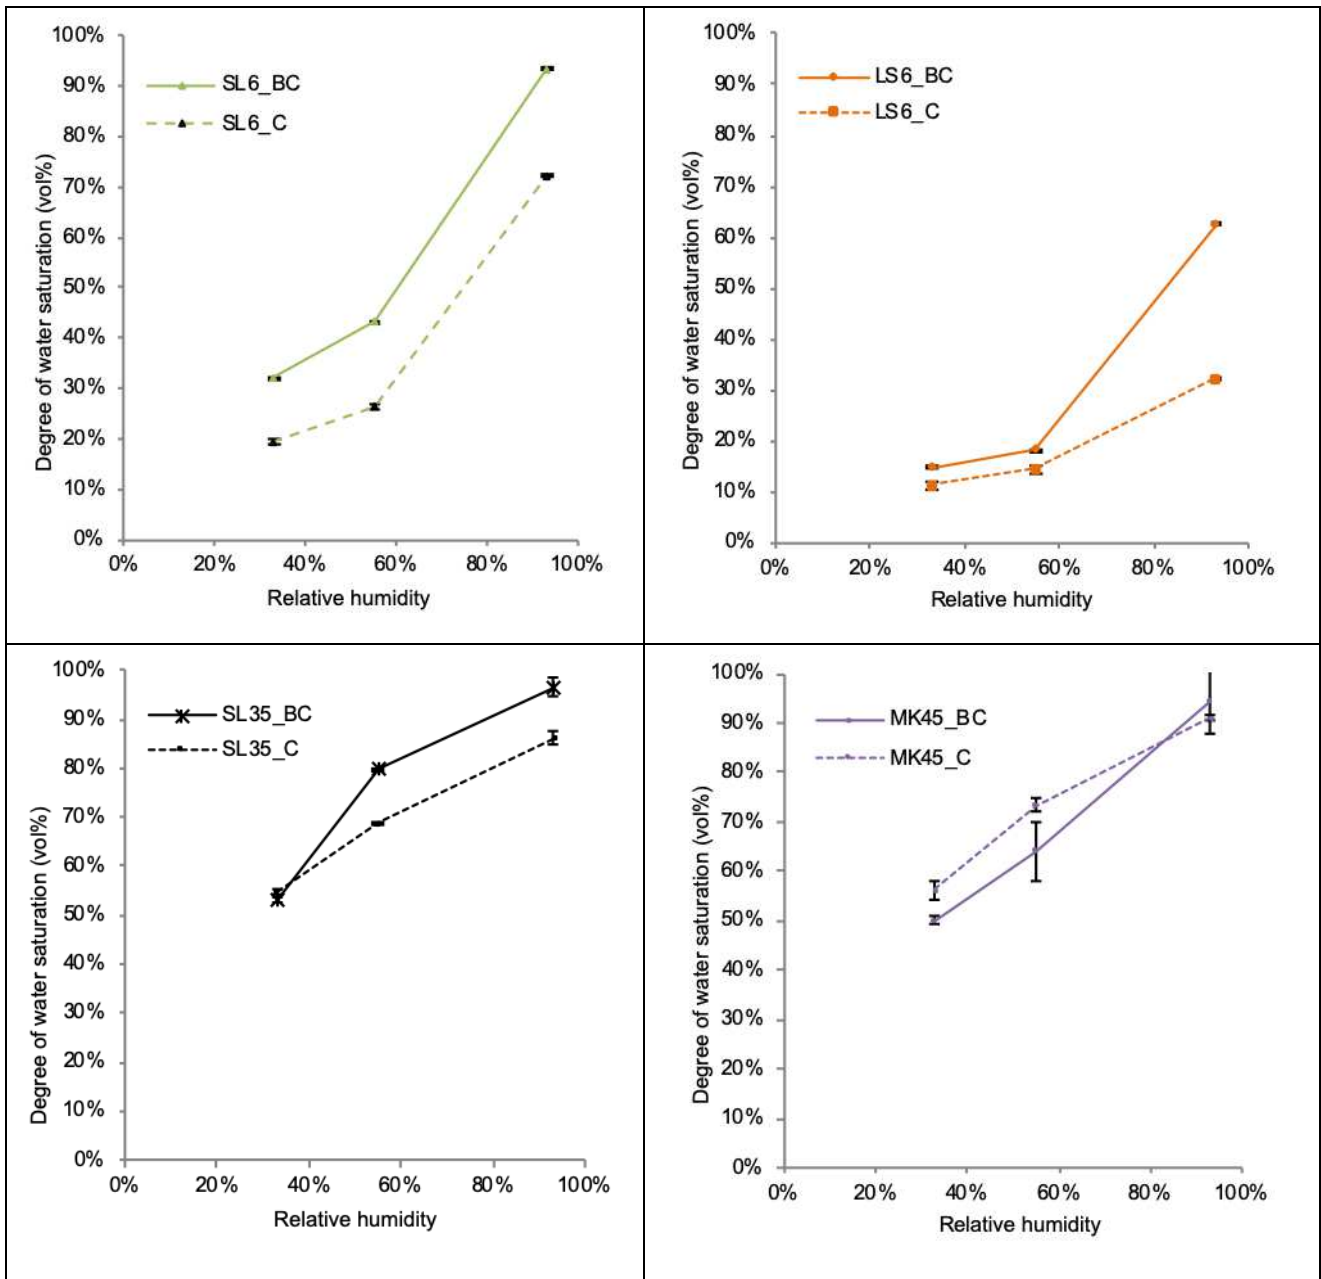 100%
90%
80%
70%
60%
50%
40%
30%
20%
10%
0%
Degree of water saturation (vol%)
SL6_BC
SL6_C
0% 20% 40% 60% 80% 100%
Relative humidity
100%
90%
80%
70%
60%
50%
40%
30%
20%
10%
0%
Degree of water saturation (vol%)
LS6_BC
LS6_C
0% 20% 40% 60% 80% 100%
Relative humidity
100%
90%
80%
70%
60%
50%
40%
30%
20%
10%
0%
Degree of water saturation (vol%)
SL35_BC
SL35_C
0% 20% 40% 60% 80% 100%
Relative humidity
100%
90%
80%
70%
60%
50%
40%
30%
20%
10%
0%
Degree of water saturation (vol%)
MK45_BC
MK45_C
0% 20% 40% 60% 80% 100%
Relative humidity